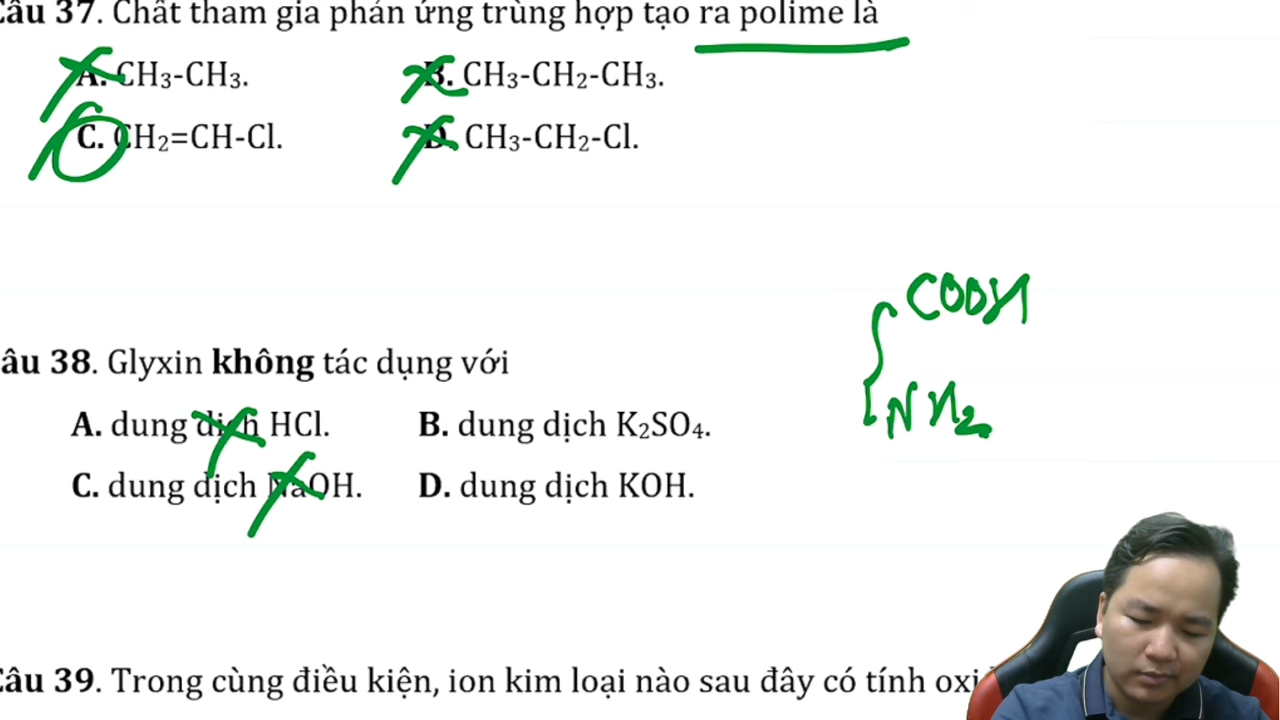 Câu 37. Chất tham gia phản ứng trùng hợp tạo ra polime là
A. CH₃-CH₃. B. CH₃-CH₂-CH₃.
C. CH₂=CH-Cl. D. CH₃-CH₂-Cl.
COOH
NH₂
âu 38. Glyxin không tác dụng với
A. dung dịch HCl. B. dung dịch K₂SO₄.
C. dung dịch NaOH. D. dung dịch KOH.
Câu 39. Trong cùng điều kiện, ion kim loại nào sau đây có tính oxi